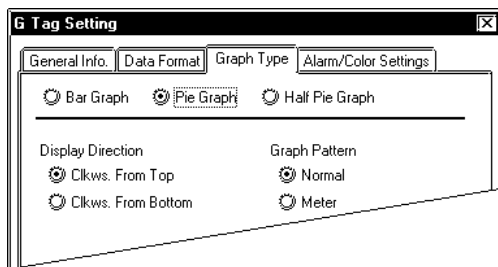 G Tag Setting
General Info. Data Format Graph Type Alarm/Color Settings
Bar Graph Pie Graph Half Pie Graph
Display Direction Graph Pattern
Clkws. From Top Normal
Clkws. From Bottom Meter